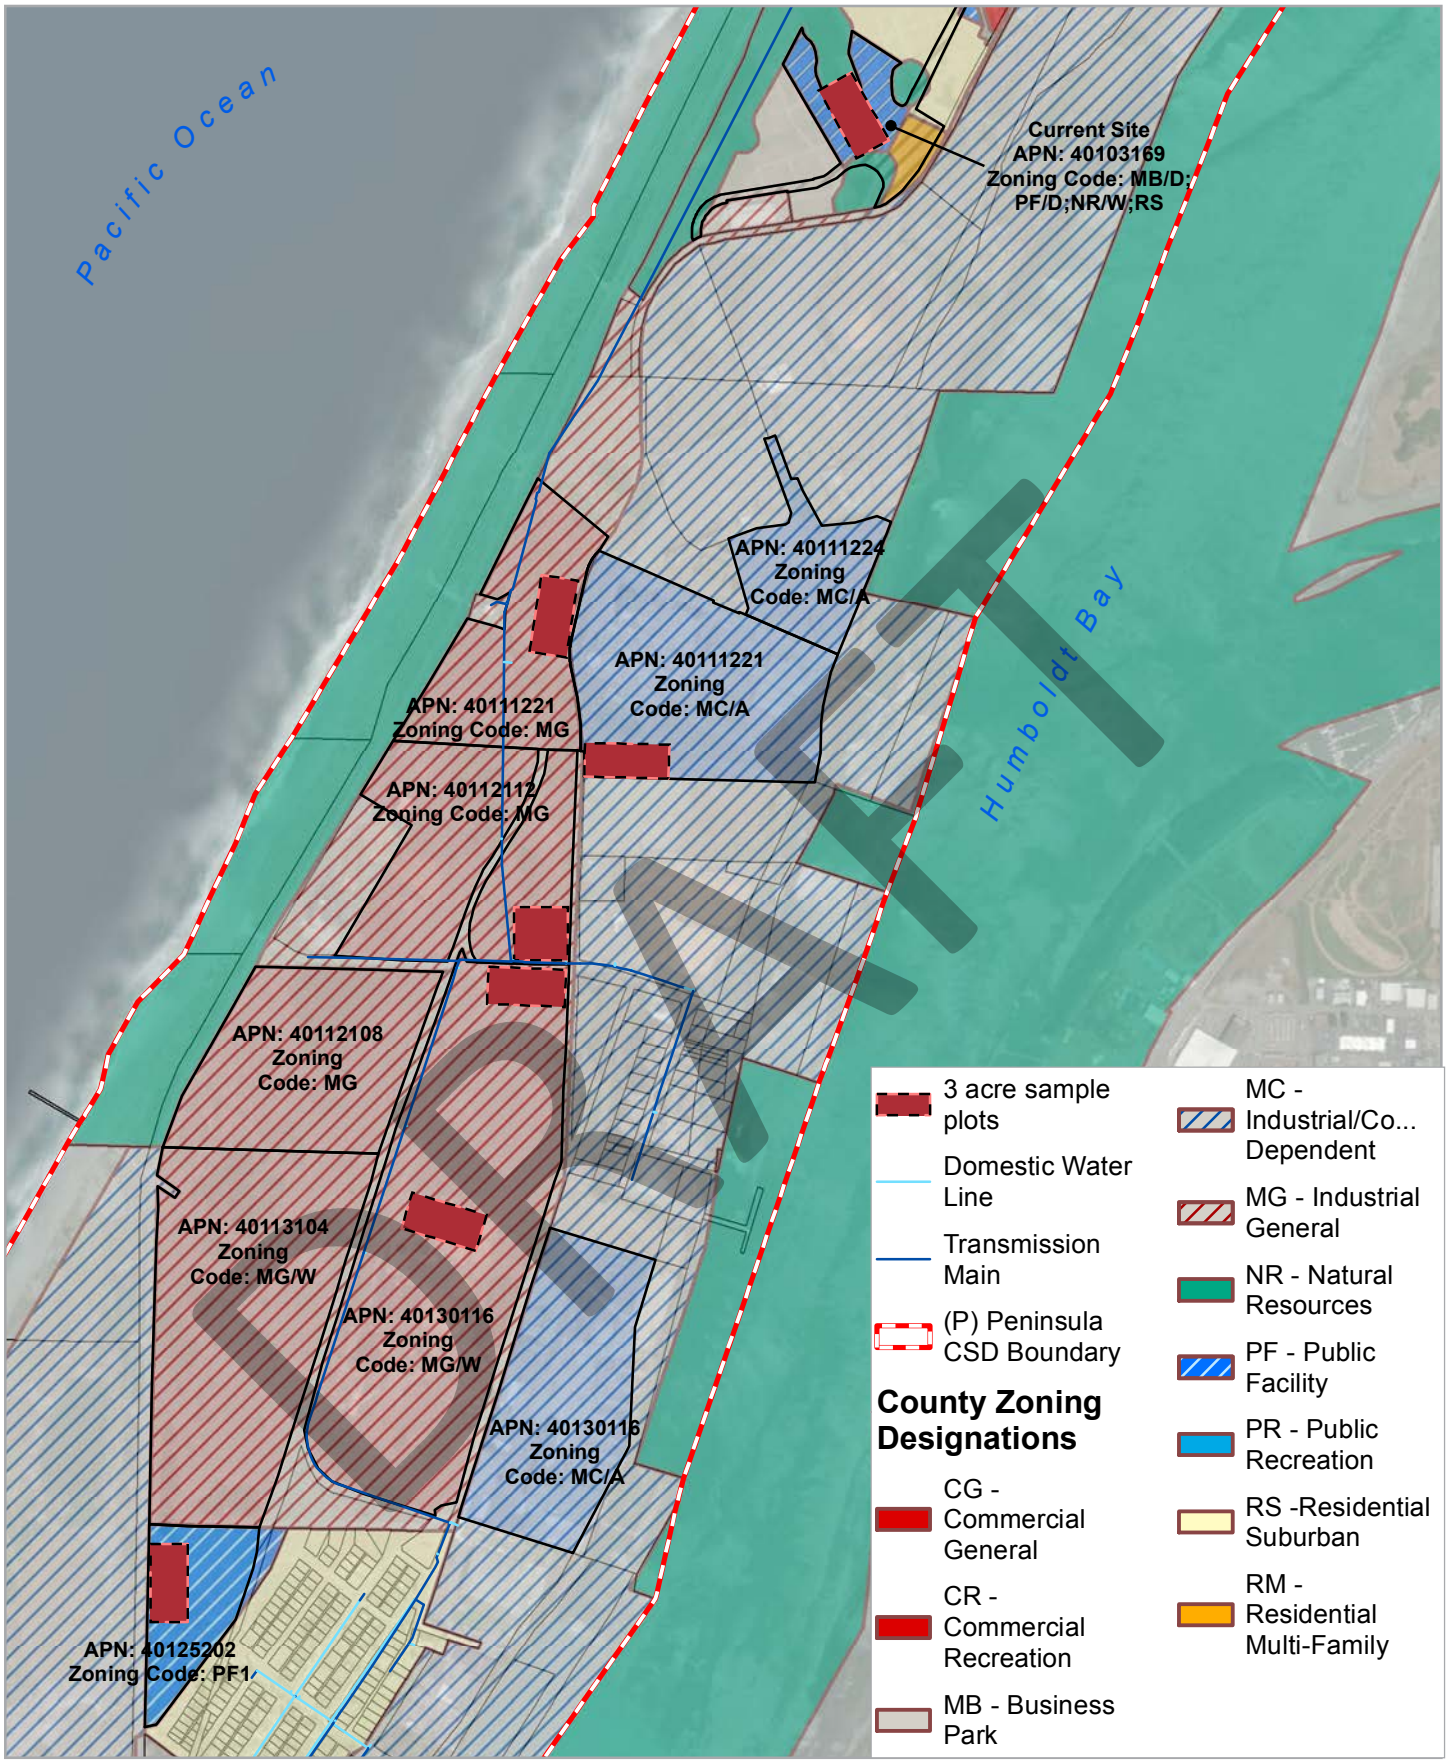 Pacific Ocean
Current Site
APN: 40103169
Zoning Code: MB/D;
PF/D;NR/W;RS
APN: 40111224
Zoning
Code: MC/A
APN: 40111221
Zoning
Code: MC/A
Humboldt Bay
APN: 40111221
Zoning Code: MG
APN: 40112112
Zoning Code: MG
APN: 40112108
Zoning
Code: MG
APN: 40113104
Zoning
Code: MG/W
APN: 40130116
Zoning
Code: MG/W
APN: 40130116
Zoning
Code: MC/A
APN: 40125202
Zoning Code: PF1
DRAFT
3 acre sample
plots
Domestic Water
Line
Transmission
Main
(P) Peninsula
CSD Boundary
County Zoning
Designations
CG -
Commercial
General
CR -
Commercial
Recreation
MB - Business
Park
MC -
Industrial/Co...
Dependent
MG - Industrial
General
NR - Natural
Resources
PF - Public
Facility
PR - Public
Recreation
RS -Residential
Suburban
RM -
Residential
Multi-Family